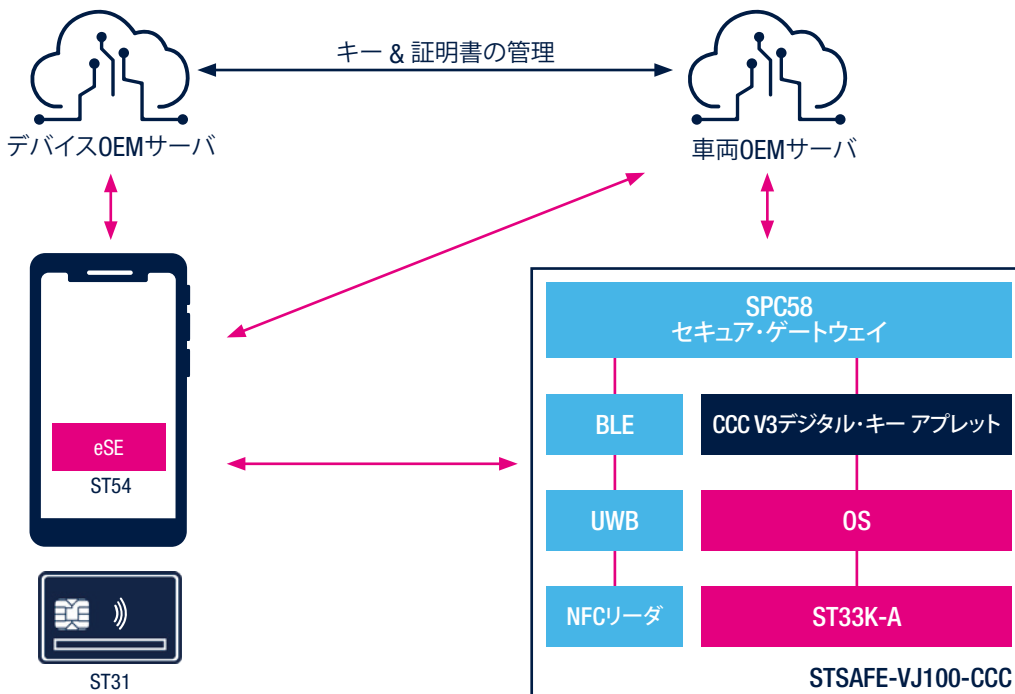 キー & 証明書の管理
デバイスOEMサーバ
車両OEMサーバ
eSE
ST54
ST31
SPC58
セキュア・ゲートウェイ
BLE
CCC V3デジタル・キー アプレット
UWB
OS
NFCリーダ
ST33K-A
STSAFE-VJ100-CCC